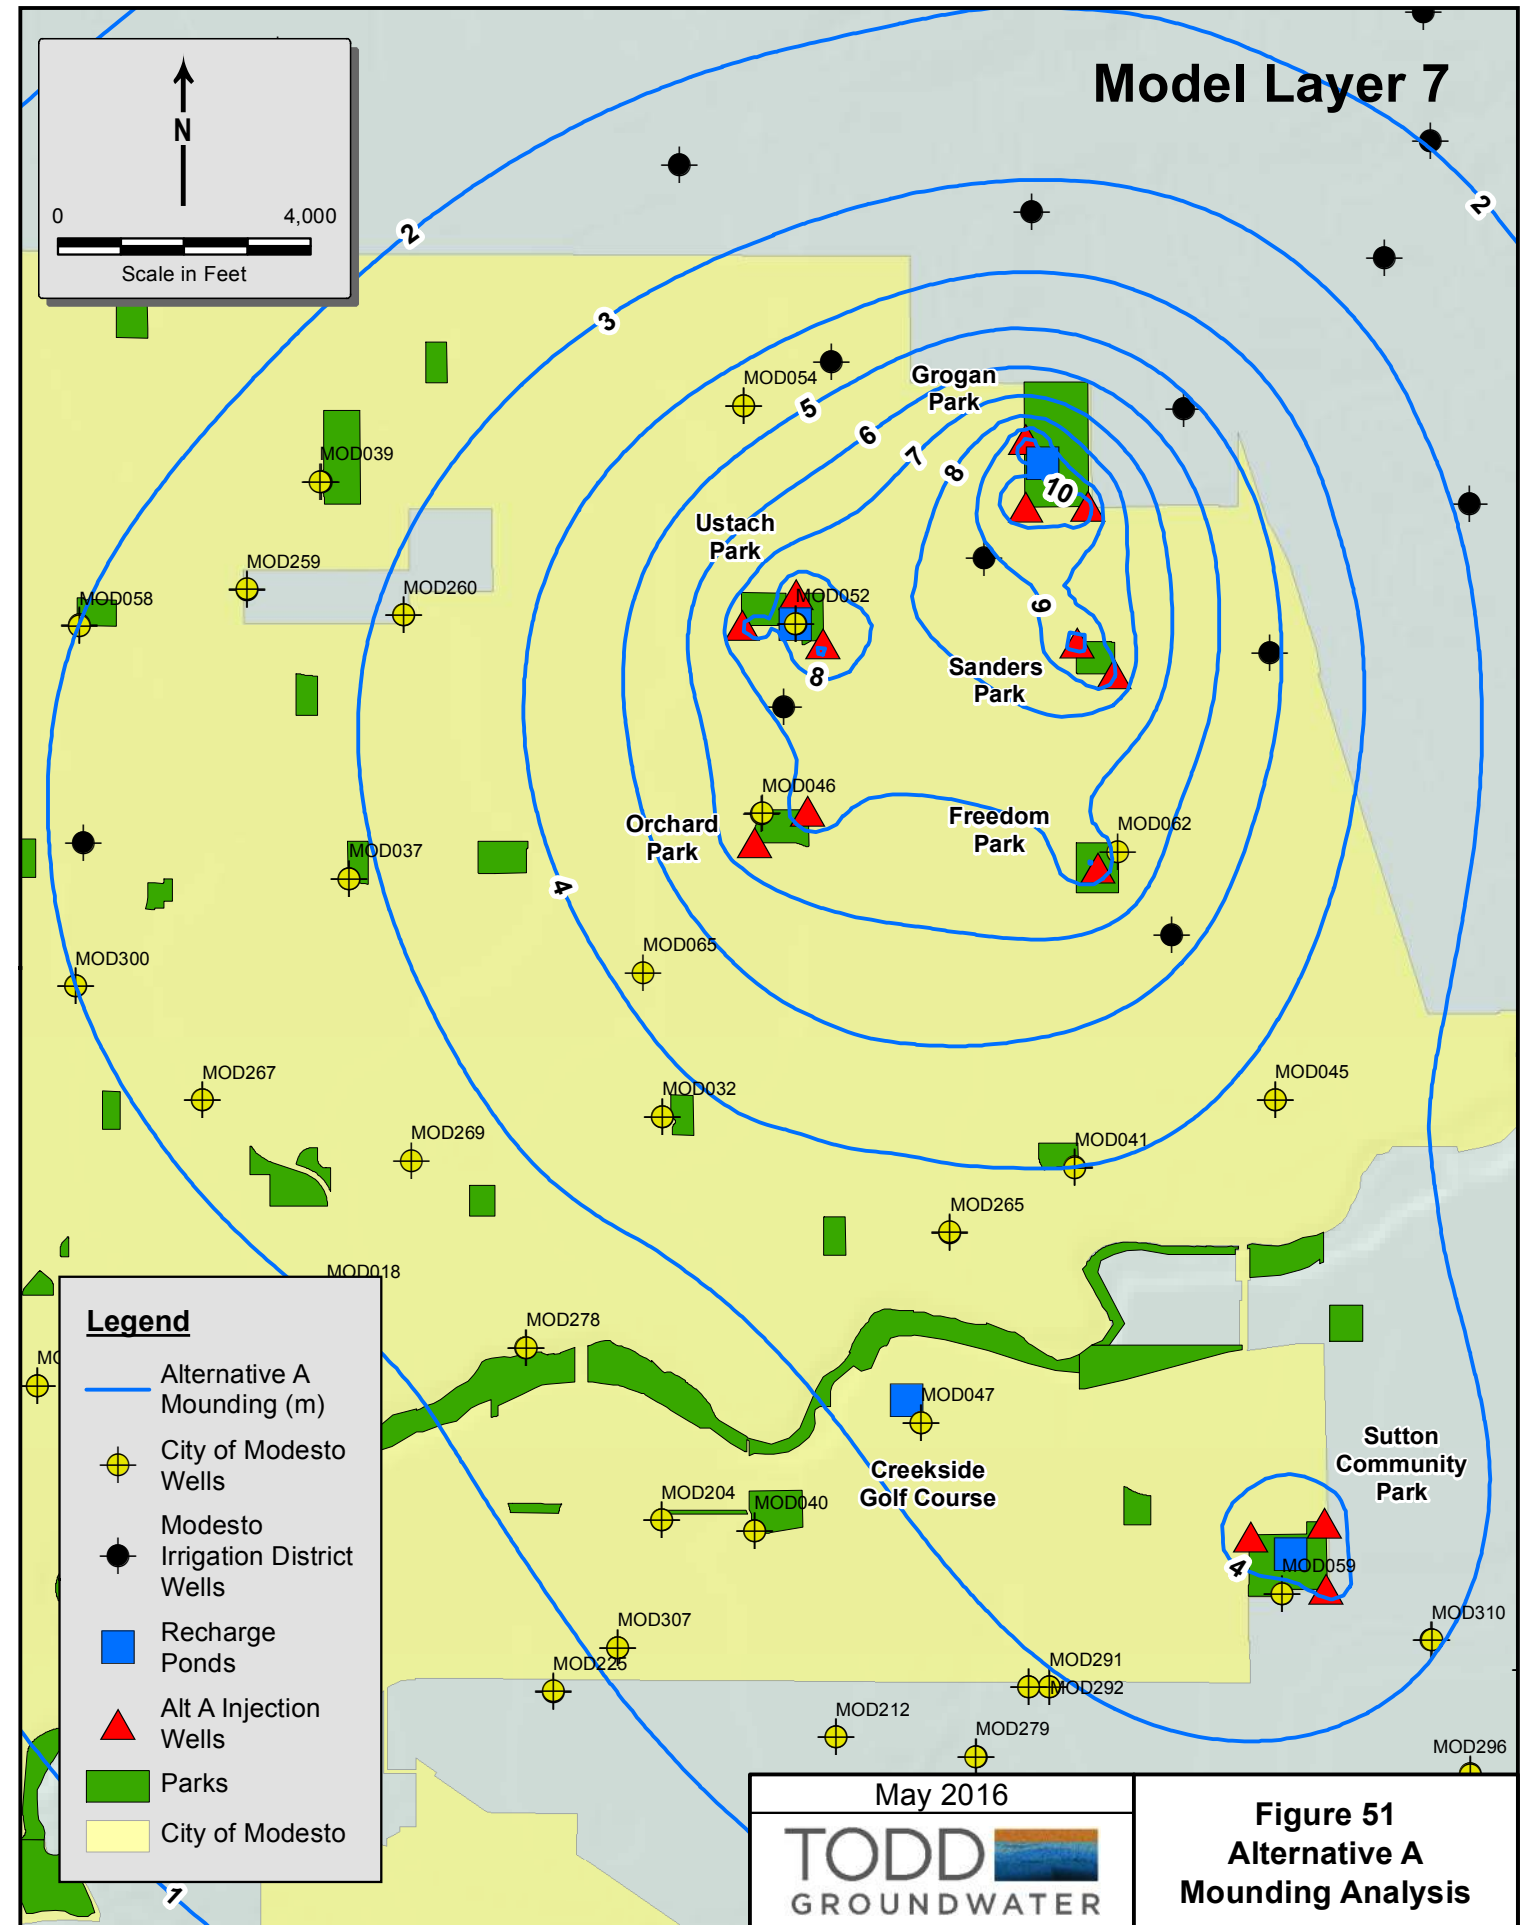 Model Layer 7
N
0 4,000
Scale in Feet
2
2
3
MOD054
Grogan
Park
5
6
7
8
MOD039
10
Ustach
Park
MOD259
MOD260
MOD058
MOD052
9
8
Sanders
Park
MOD046
Orchard
Park
Freedom
Park
MOD062
MOD037
4
MOD065
MOD300
MOD267
MOD032
MOD045
MOD269
MOD041
MOD265
MOD018
MOD278
MOD047
Creekside
Golf Course
Sutton
Community
Park
MOD204
MOD040
4
MOD059
MOD307
MOD310
MOD225
MOD291
MOD292
MOD212
MOD279
MOD296
1
Legend
Alternative A
Mounding (m)
City of Modesto
Wells
Modesto
Irrigation District
Wells
Recharge
Ponds
Alt A Injection
Wells
Parks
City of Modesto
May 2016
TODD
GROUNDWATER
Figure 51
Alternative A
Mounding Analysis